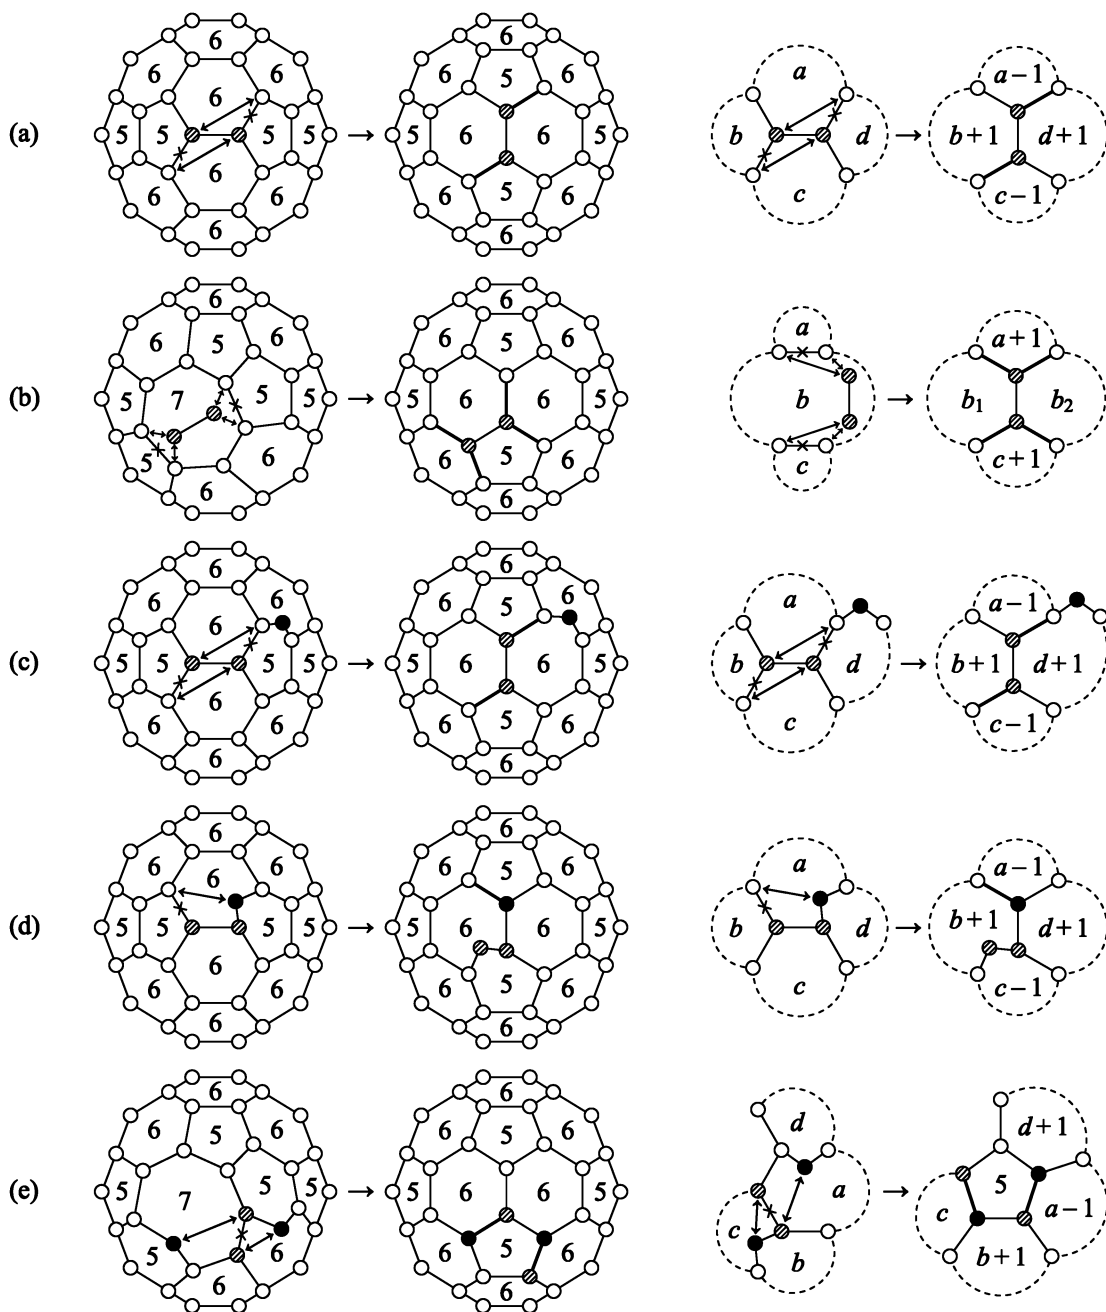 6 6
6 6 6 5 6 a a − 1
6
(a) 5 5 5 5 → 5 6 6 5 b d → b + 1 d + 1
6
6 6 6 5 6 c c − 1
6 6
6 6
6 5 6 6 5 6 a a + 1
(b) 5 7 5 5 → 5 6 6 5 b → b₁ b₂
5 6 6 5 6 c c + 1
6 6
6 6
6 6 6 5 6 a a − 1
6
(c) 5 5 5 5 → 5 6 6 5 b d → b + 1 d + 1
6
6 6 6 5 6 c c − 1
6 6
6 6
6 6 6 5 6 a a − 1
6
(d) 5 5 5 5 → 5 6 6 5 b d → b + 1 d + 1
6
6 6 6 5 6 c c − 1
6 6
6 6
6 5 6 6 5 6 d d + 1
(e) 5 7 5 5 → 5 6 6 5 a → 5
c c a − 1
5 6 6 5 6 b b + 1
6 6